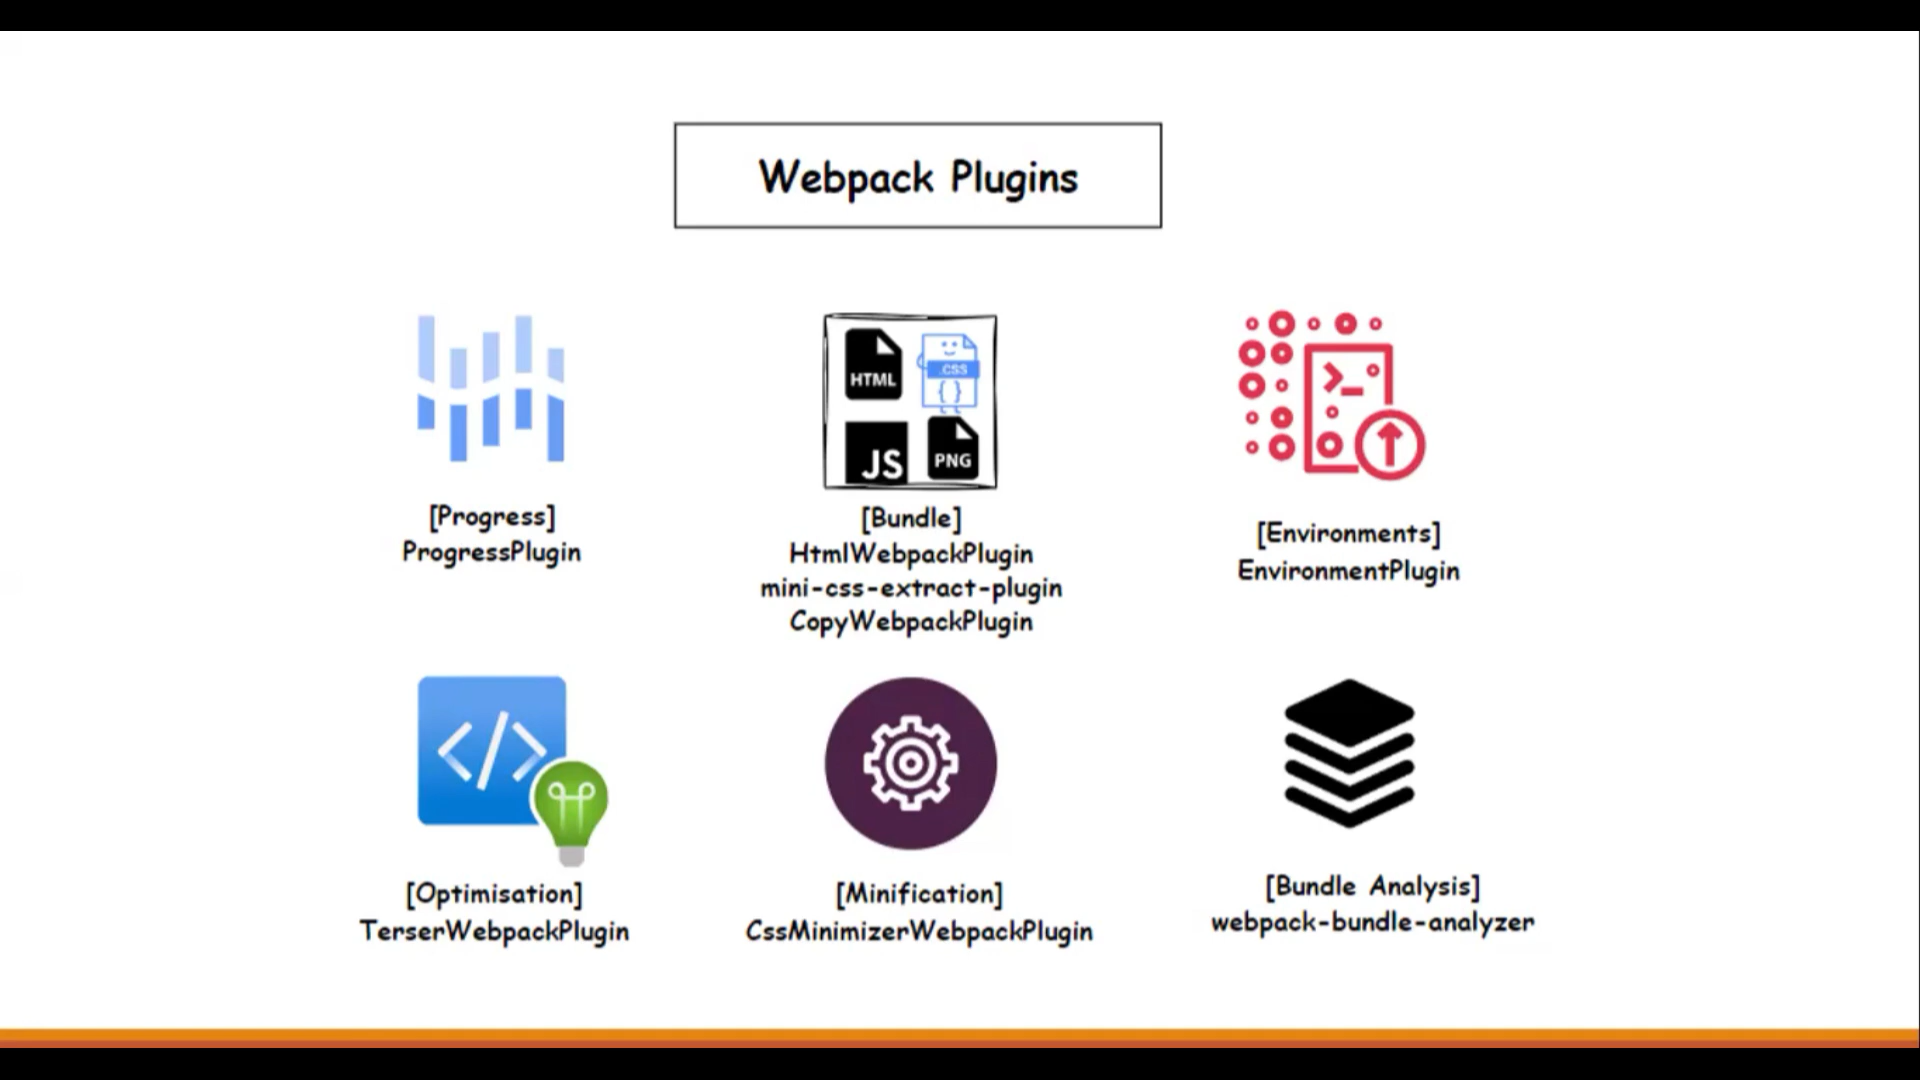 Webpack Plugins
HTML
.CSS
{}
JS
PNG
>_
[Progress]
ProgressPlugin
[Bundle]
HtmlWebpackPlugin
mini-css-extract-plugin
CopyWebpackPlugin
[Environments]
EnvironmentPlugin
</>
[Optimisation]
TerserWebpackPlugin
[Minification]
CssMinimizerWebpackPlugin
[Bundle Analysis]
webpack-bundle-analyzer